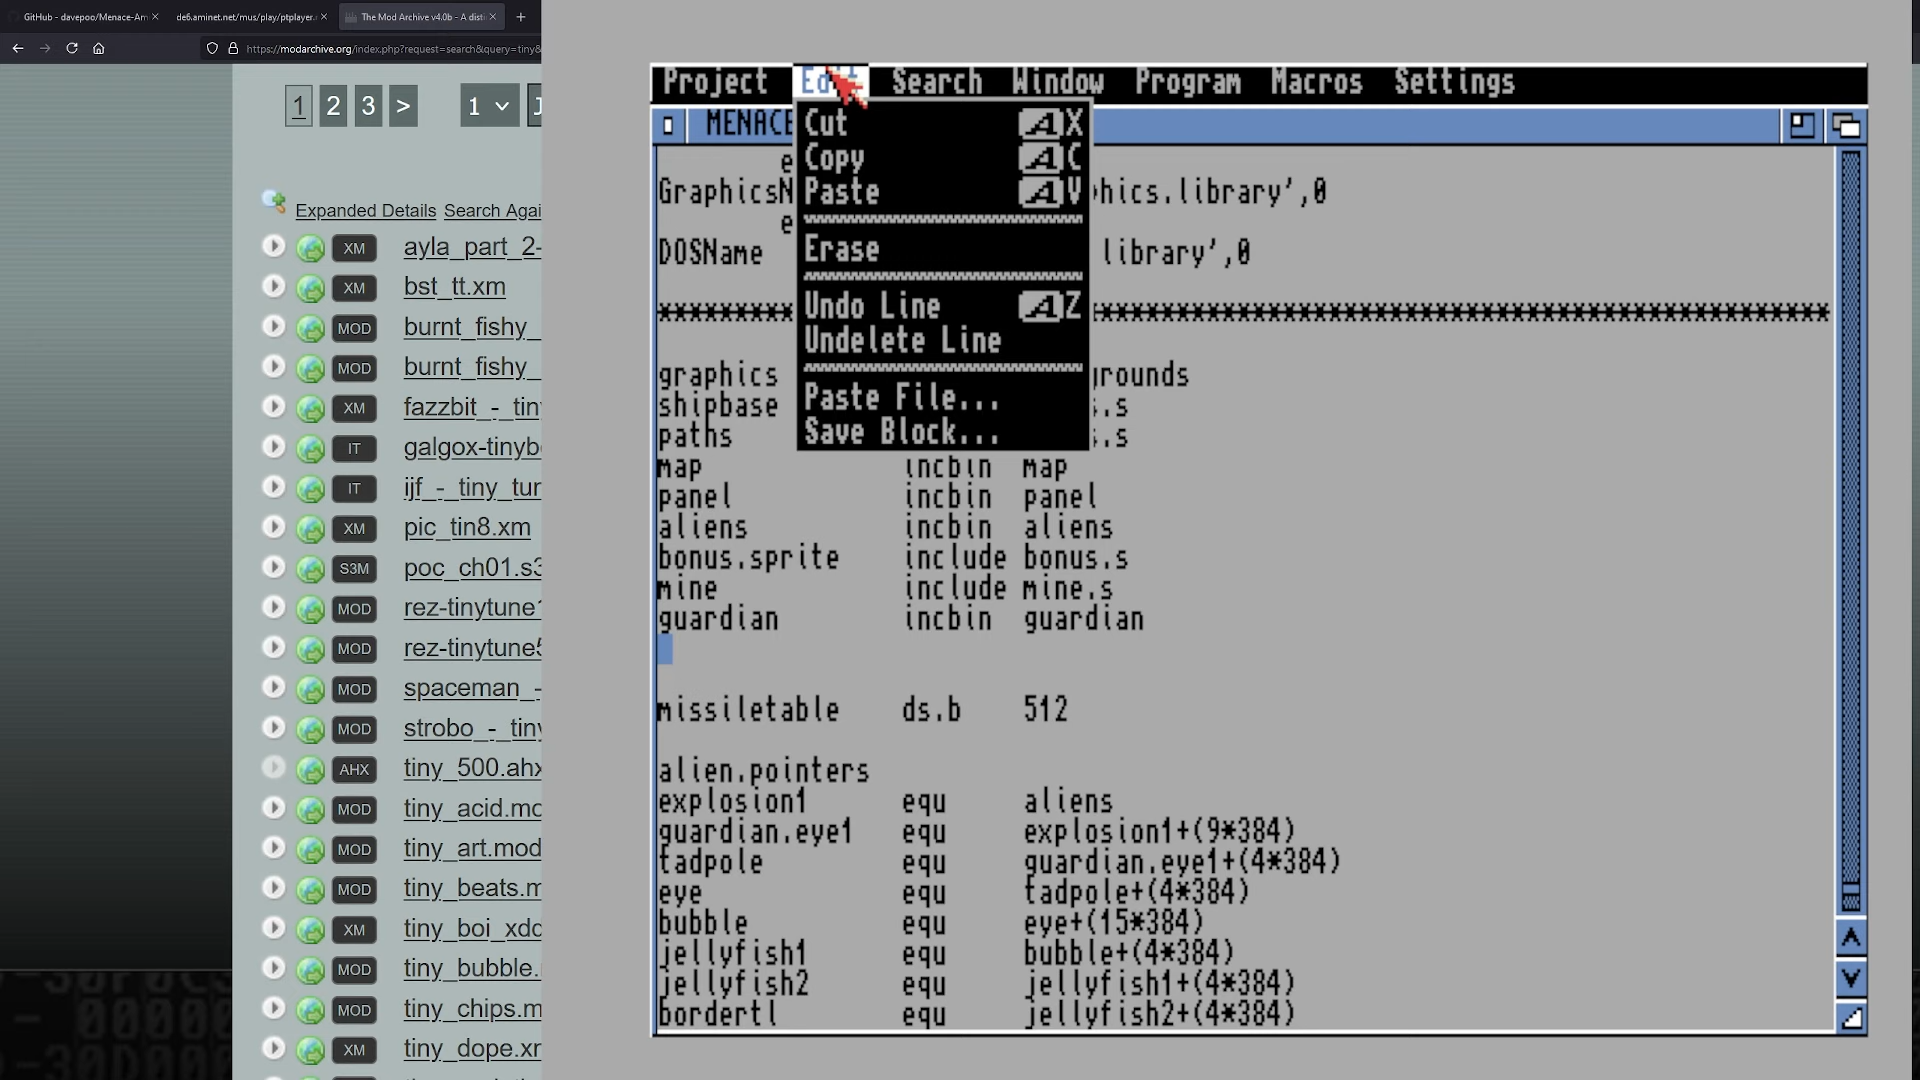 GitHub - davepoo/Menace-Am
de6.aminet.net/mus/play/ptplayer.
The Mod Archive v4.0b - A disti
https://modarchive.org/index.php?request=search&query=tiny&
1 2 3 > 1
Expanded Details Search Agai
XM ayla_part_2-
XM bst_tt.xm
MOD burnt_fishy_
MOD burnt_fishy_
XM fazzbit_-_tin
IT galgox-tinyb
IT ijf_-_tiny_tur
XM pic_tin8.xm
S3M poc_ch01.s3
MOD rez-tinytune
MOD rez-tinytune5
MOD spaceman_-
MOD strobo_-_tiny
AHX tiny_500.ahx
MOD tiny_acid.mo
MOD tiny_art.mod
MOD tiny_beats.m
XM tiny_boi_xdd
MOD tiny_bubble.
MOD tiny_chips.m
XM tiny_dope.xm
Project Edit Search Window Program Macros Settings
MENACE
Cut AX
Copy AC
Paste AV
Erase
Undo Line AZ
Undelete Line
Paste File...
Save Block...
e
GraphicsN hics.library',0
e
DOSName library',0
****************************************************
graphics rounds
shipbase .s
paths s.s
map incbin map
panel incbin panel
aliens incbin aliens
bonus.sprite include bonus.s
mine include mine.s
guardian incbin guardian
missiletable ds.b 512
alien.pointers
explosion1 equ aliens
guardian.eye1 equ explosion1+(9*384)
tadpole equ guardian.eye1+(4*384)
eye equ tadpole+(4*384)
bubble equ eye+(15*384)
jellyfish1 equ bubble+(4*384)
jellyfish2 equ jellyfish1+(4*384)
bordertl equ jellyfish2+(4*384)